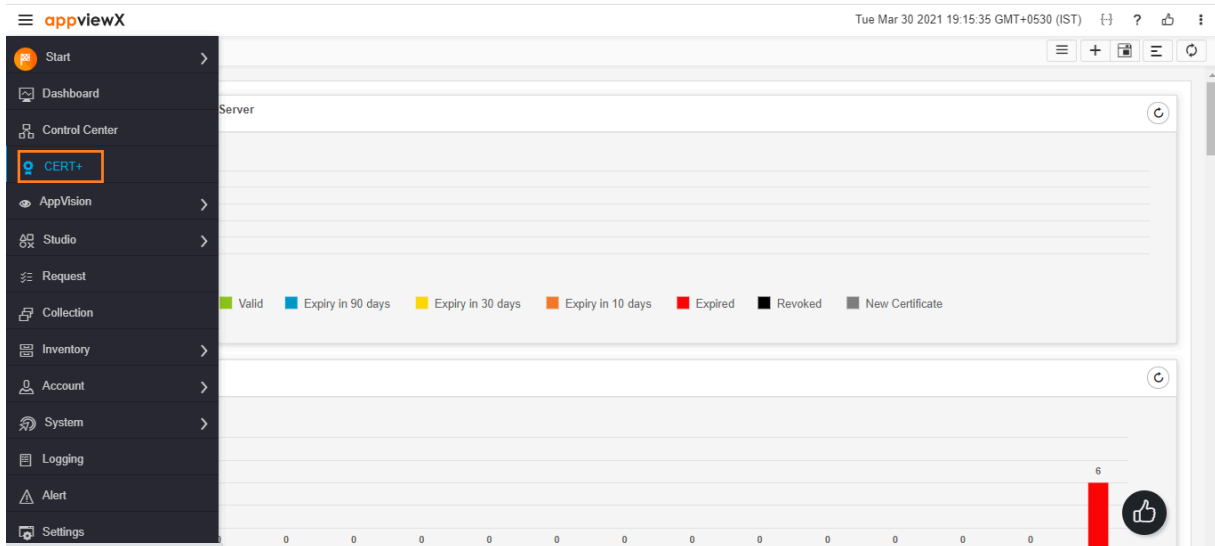 appviewX
Tue Mar 30 2021 19:15:35 GMT+0530 (IST) {··} ?
Start
Dashboard
Server
Control Center
CERT+
AppVision
Studio
Request
Valid Expiry in 90 days Expiry in 30 days Expiry in 10 days Expired Revoked New Certificate
Collection
Inventory
Account
System
Logging
6
Alert
Settings
0 0 0 0 0 0 0 0 0 0 0 0